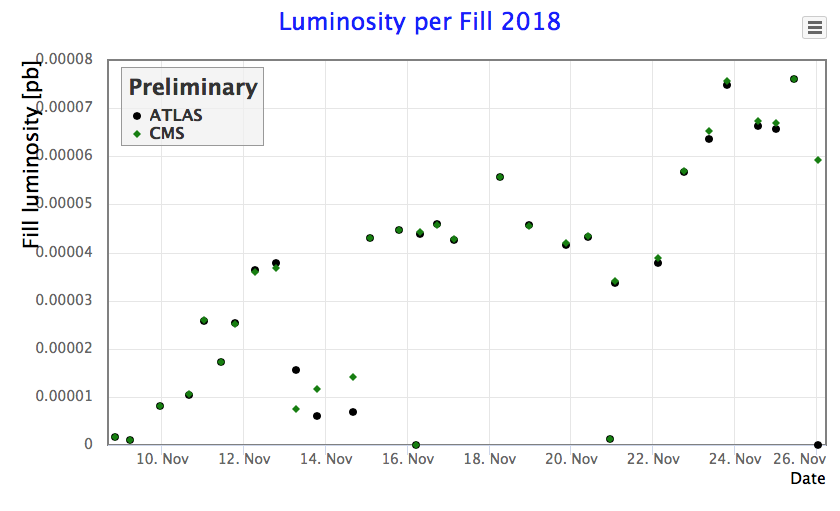 Luminosity per Fill 2018
Fill luminosity [pb]
Preliminary
ATLAS
CMS
0.00008
0.00007
0.00006
0.00005
0.00004
0.00003
0.00002
0.00001
0
10. Nov
12. Nov
14. Nov
16. Nov
18. Nov
20. Nov
22. Nov
24. Nov
26. Nov
Date